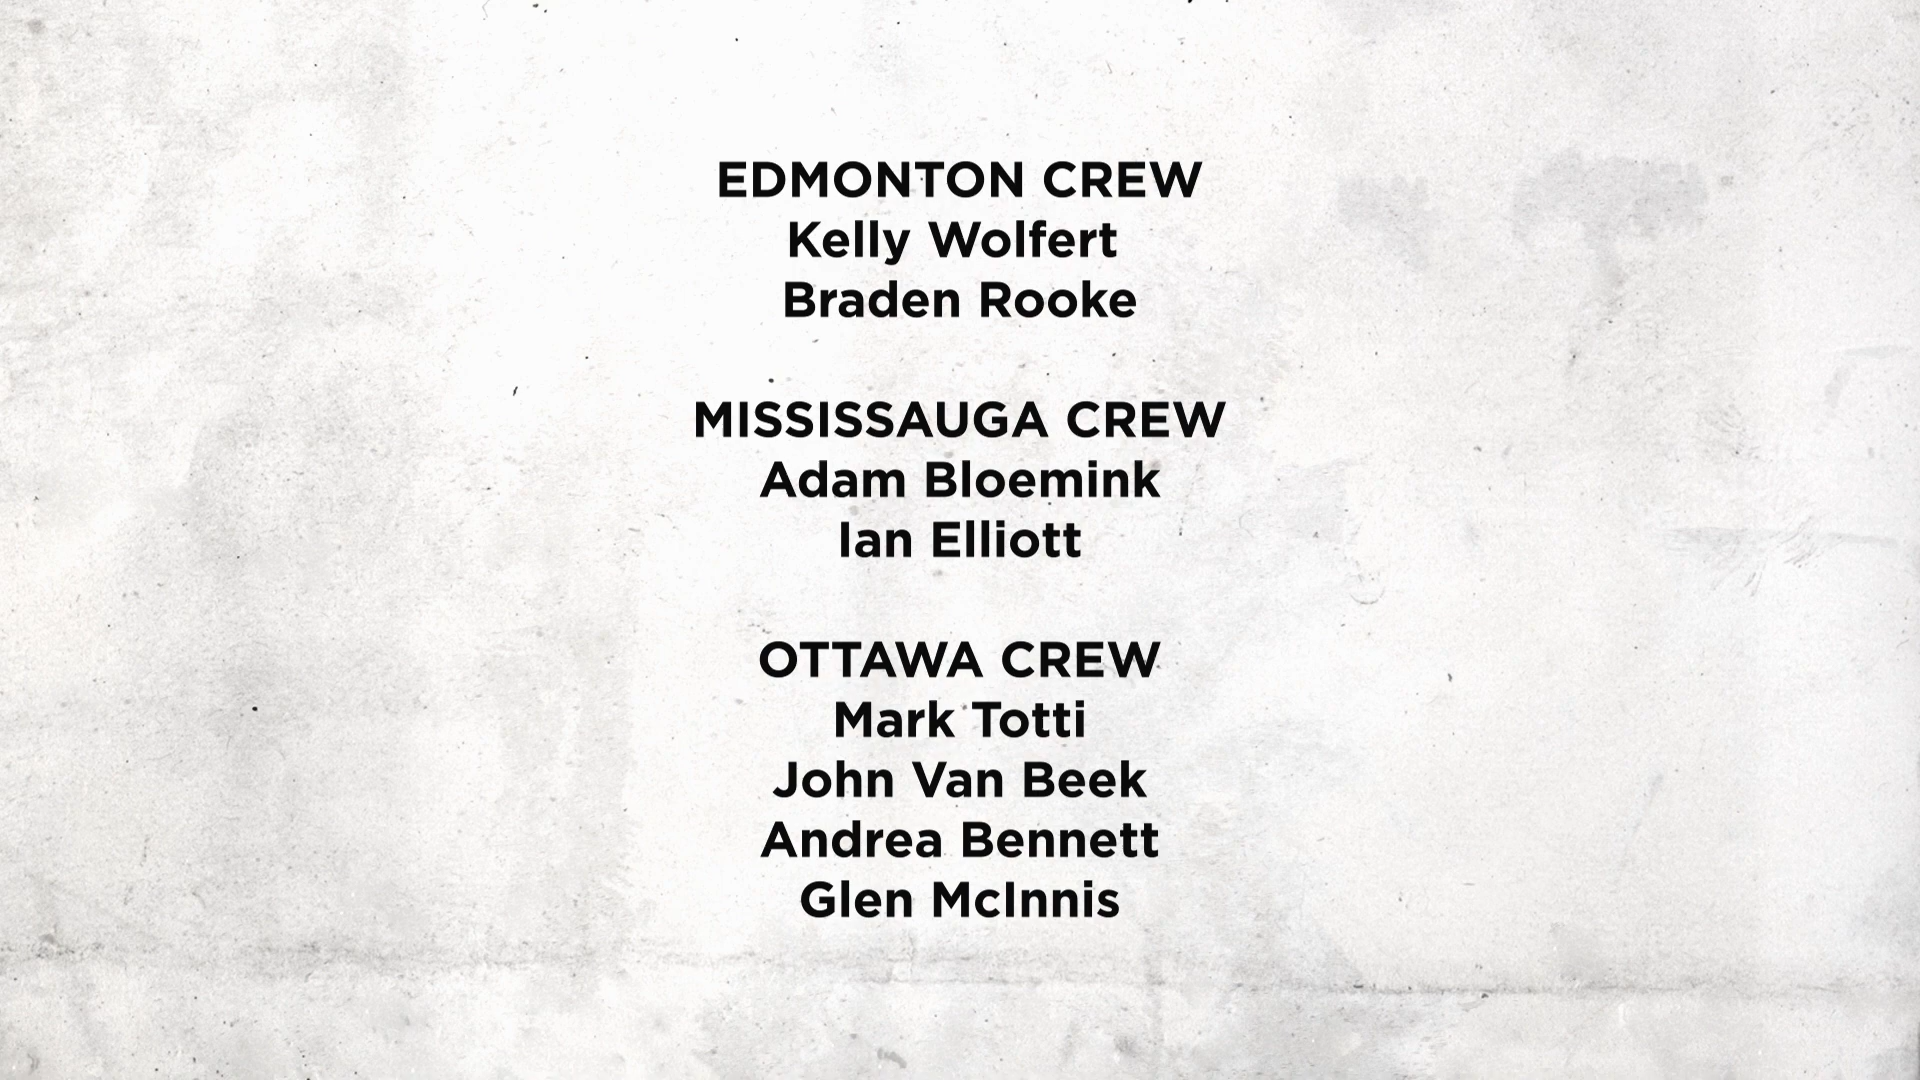 EDMONTON CREW
Kelly Wolfert
Braden Rooke
MISSISSAUGA CREW
Adam Bloemink
Ian Elliott
OTTAWA CREW
Mark Totti
John Van Beek
Andrea Bennett
Glen McInnis